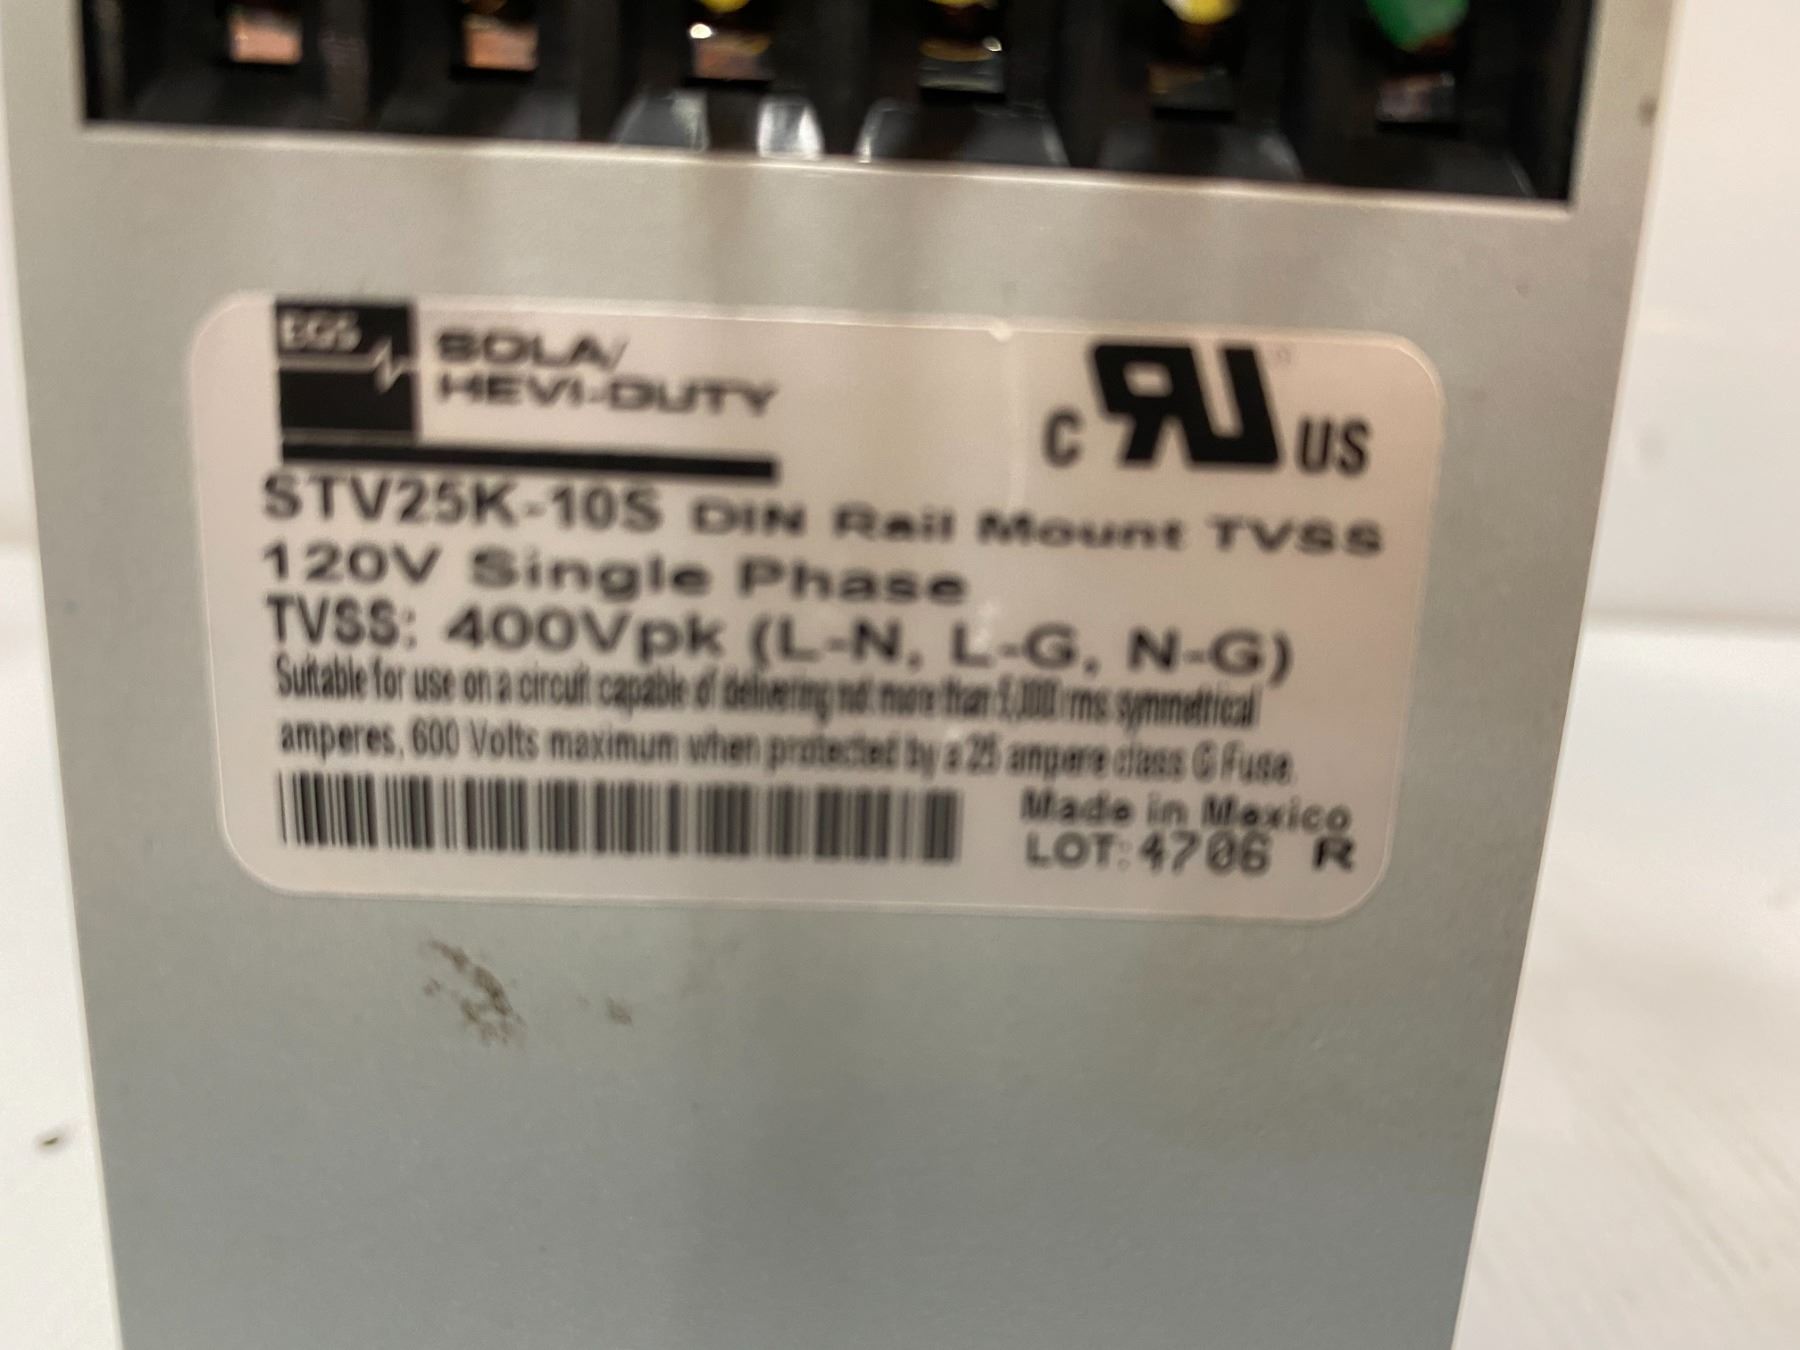 EGS
SOLA/
HEVI-DUTY
C RU US
STV25K-10S DIN Rail Mount TVSS
120V Single Phase
TVSS: 400Vpk (L-N, L-G, N-G)
Suitable for use on a circuit capable of delivering not more than 5,000 rms symmetrical
amperes, 600 Volts maximum when protected by a 25 ampere class G Fuse.
Made in Mexico
LOT: 4706 R